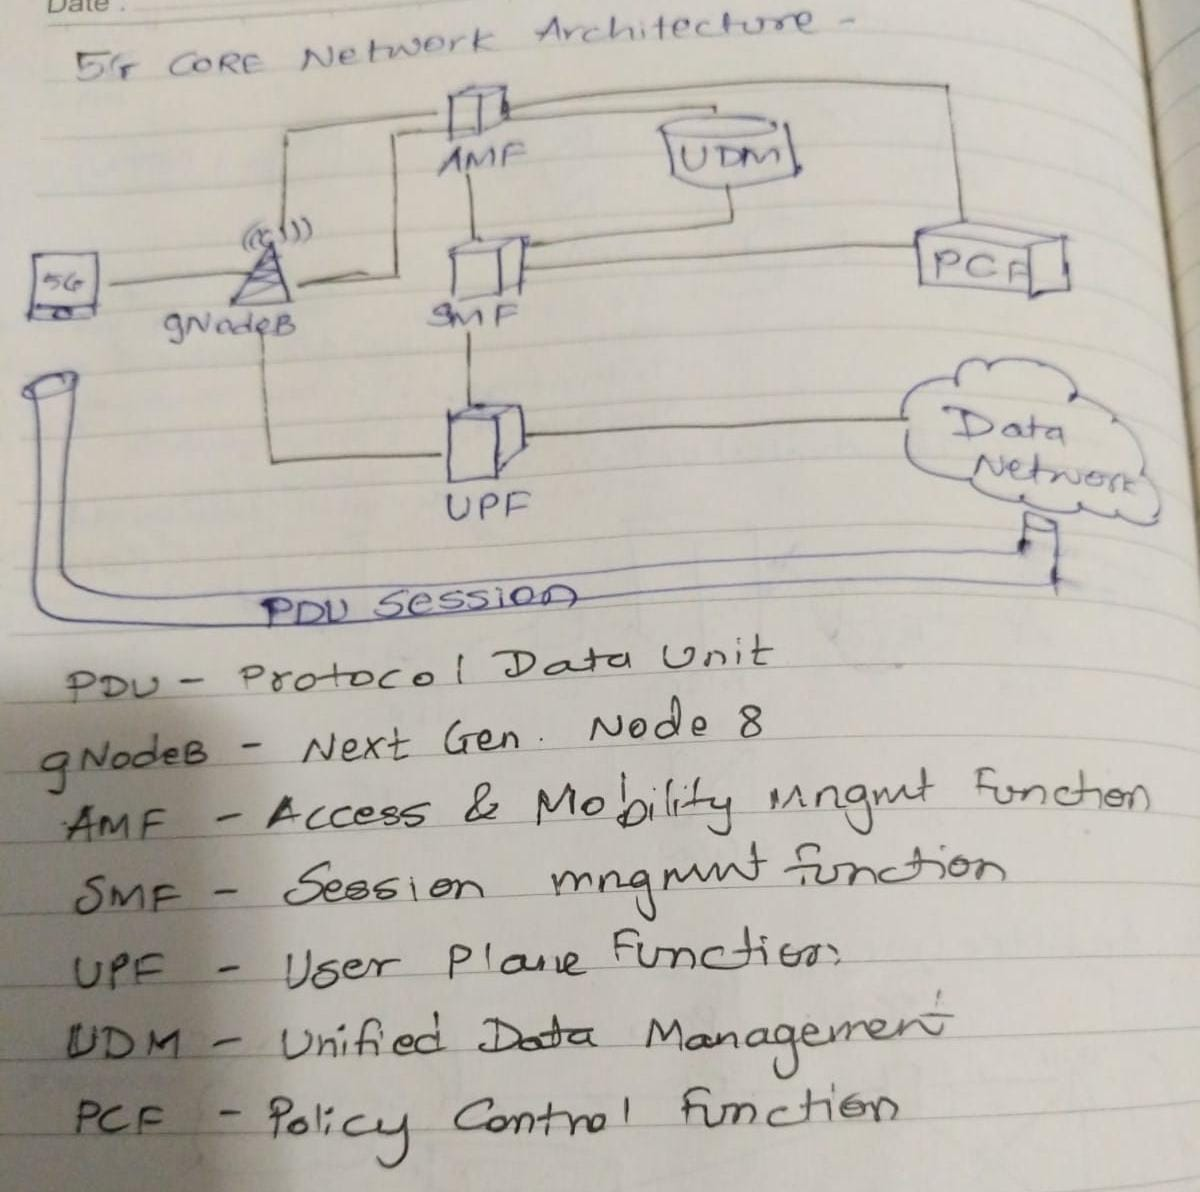 Date :
5G CORE Network Architecture -
AMF
UDM
5G
gNodeB
SMF
PCF
Data
Network
UPF
PDU Session
PDU - Protocol Data Unit
gNodeB - Next Gen. Node 8
AMF - Access & Mobility Mngmt Function
SMF - Session mngmnt function
UPF - User Plane Function
UDM - Unified Data Management
PCF - Policy Control Function